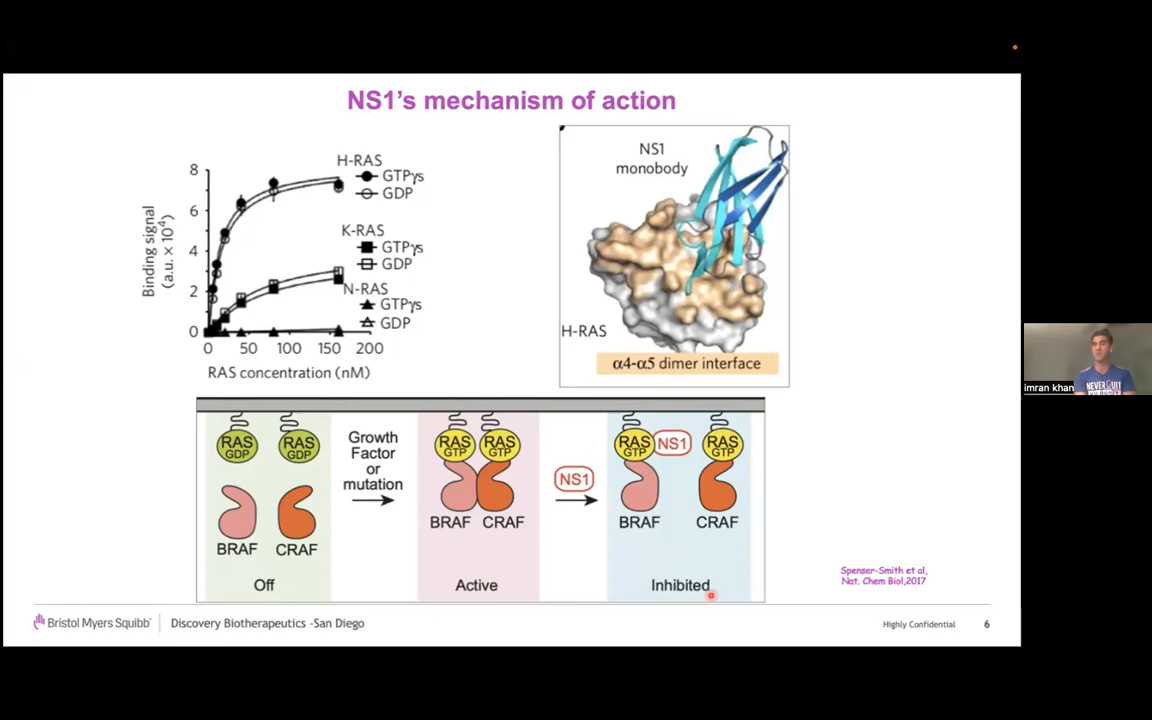 NS1's mechanism of action
8
6
4
2
0
0
50
100
150
200
Binding signal
(a.u. × 10⁴)
RAS concentration (nM)
H-RAS
GTPγs
GDP
K-RAS
GTPγs
GDP
N-RAS
GTPγs
GDP
NS1
monobody
H-RAS
α4-α5 dimer interface
RAS
GDP
RAS
GDP
BRAF
CRAF
Off
Growth
Factor
or
mutation
RAS
GTP
RAS
GTP
BRAF
CRAF
Active
NS1
RAS
GTP
NS1
RAS
GTP
BRAF
CRAF
Inhibited
Spenser-Smith et al,
Nat. Chem Biol,2017
Bristol Myers Squibb™
Discovery Biotherapeutics -San Diego
Highly Confidential
6
imran khan
NEVER QUIT